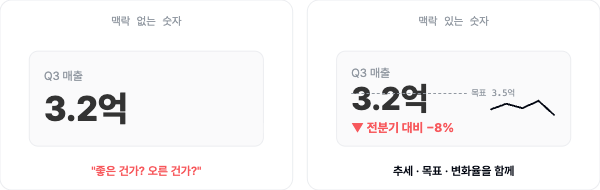 맥락 없는 숫자
Q3 매출
3.2억
"좋은 건가? 오른 건가?"
맥락 있는 숫자
Q3 매출
3.2억
목표 3.5억
▼ 전분기 대비 −8%
추세 · 목표 · 변화율을 함께